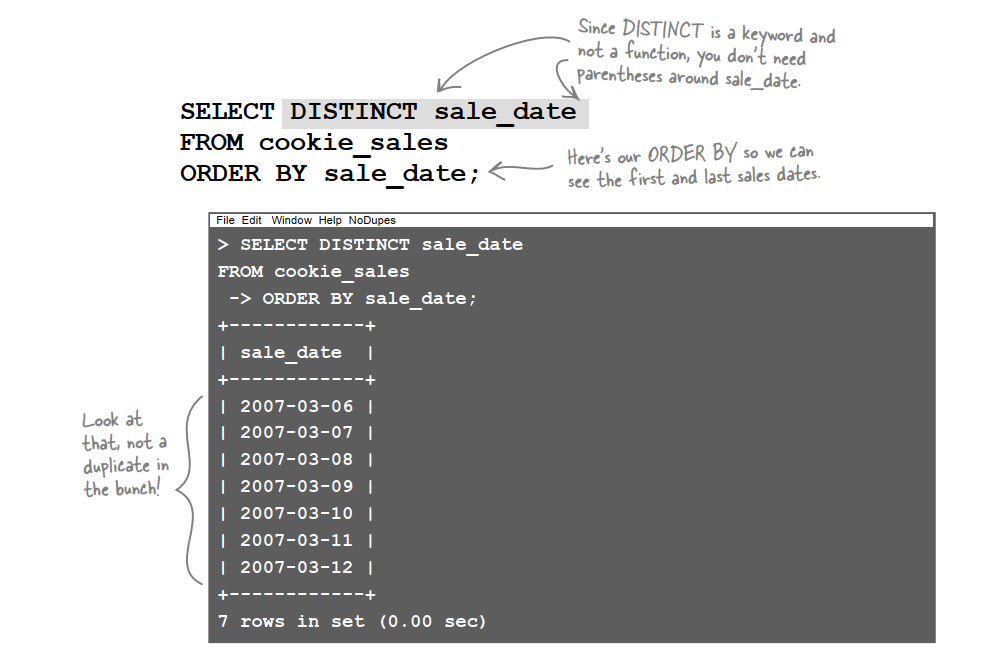 Since DISTINCT is a keyword and
not a function, you don't need
parentheses around sale_date.
SELECT DISTINCT sale_date
FROM cookie_sales
ORDER BY sale_date;
Here's our ORDER BY so we can
see the first and last sales dates.
File Edit Window Help NoDupes
> SELECT DISTINCT sale_date
FROM cookie_sales
-> ORDER BY sale_date;
+------------+
| sale_date |
+------------+
| 2007-03-06 |
| 2007-03-07 |
| 2007-03-08 |
| 2007-03-09 |
| 2007-03-10 |
| 2007-03-11 |
| 2007-03-12 |
+------------+
7 rows in set (0.00 sec)
Look at
that, not a
duplicate in
the bunch!